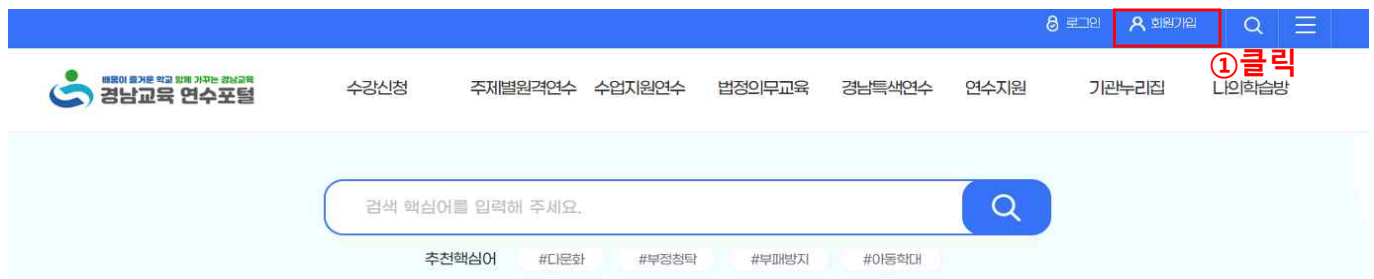 로그인 회원가입
①클릭
배움이 즐거운 학교 함께 가꾸는 경남교육
경남교육 연수포털
수강신청 주제별원격연수 수업지원연수 법정의무교육 경남특색연수 연수지원 기관누리집 나의학습방
검색 핵심어를 입력해 주세요.
추천핵심어 #다문화 #부정청탁 #부패방지 #아동학대